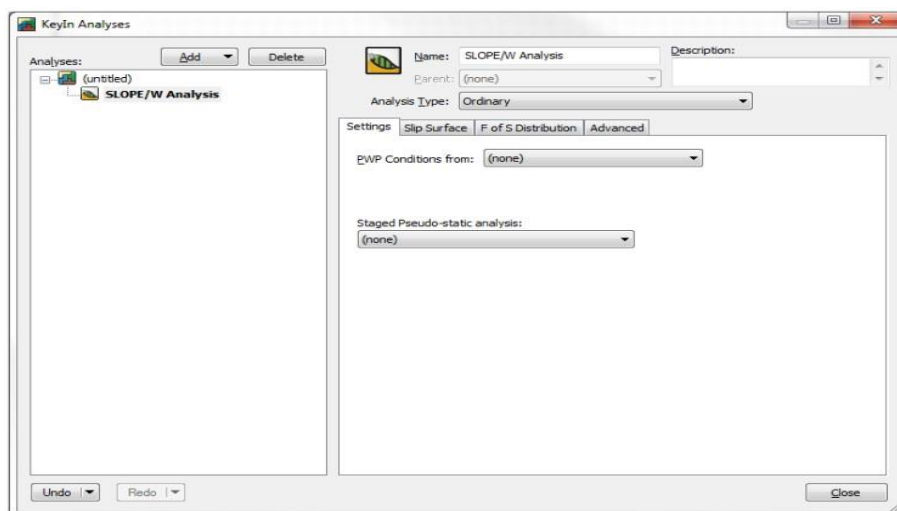 KeyIn Analyses
Analyses:
Add
Delete
(untitled)
SLOPE/W Analysis
Name: SLOPE/W Analysis
Description:
Parent: (none)
Analysis Type: Ordinary
Settings Slip Surface F of S Distribution Advanced
PWP Conditions from: (none)
Staged Pseudo-static analysis:
(none)
Undo
Redo
Close